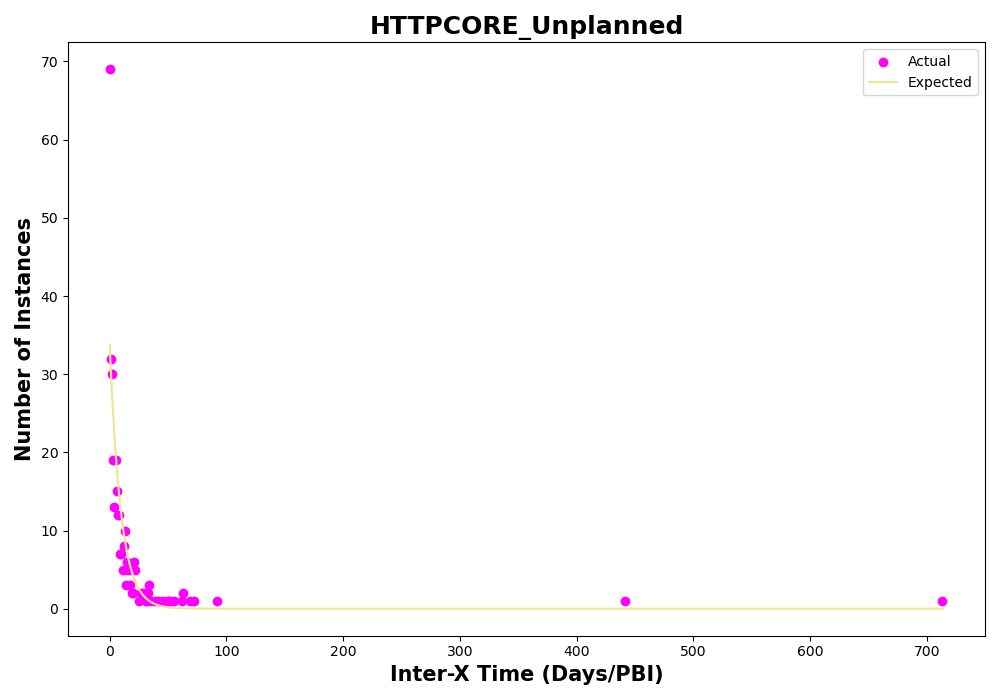 HTTPCORE_Unplanned
Actual
Expected
70
60
50
40
30
20
10
0
Number of Instances
0 100 200 300 400 500 600 700
Inter-X Time (Days/PBI)